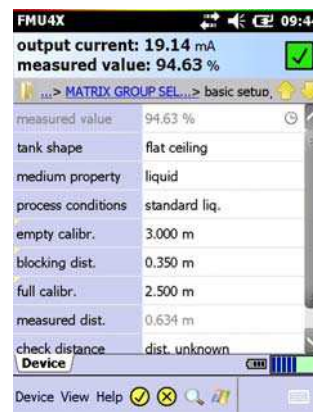 FMU4X 09:44
output current: 19.14 mA
measured value: 94.63 %
...> MATRIX GROUP SEL...> basic setup,
measured value 94.63 %
tank shape flat ceiling
medium property liquid
process conditions standard liq.
empty calibr. 3.000 m
blocking dist. 0.350 m
full calibr. 2.500 m
measured dist. 0.634 m
check distance dist. unknown
Device
Device View Help